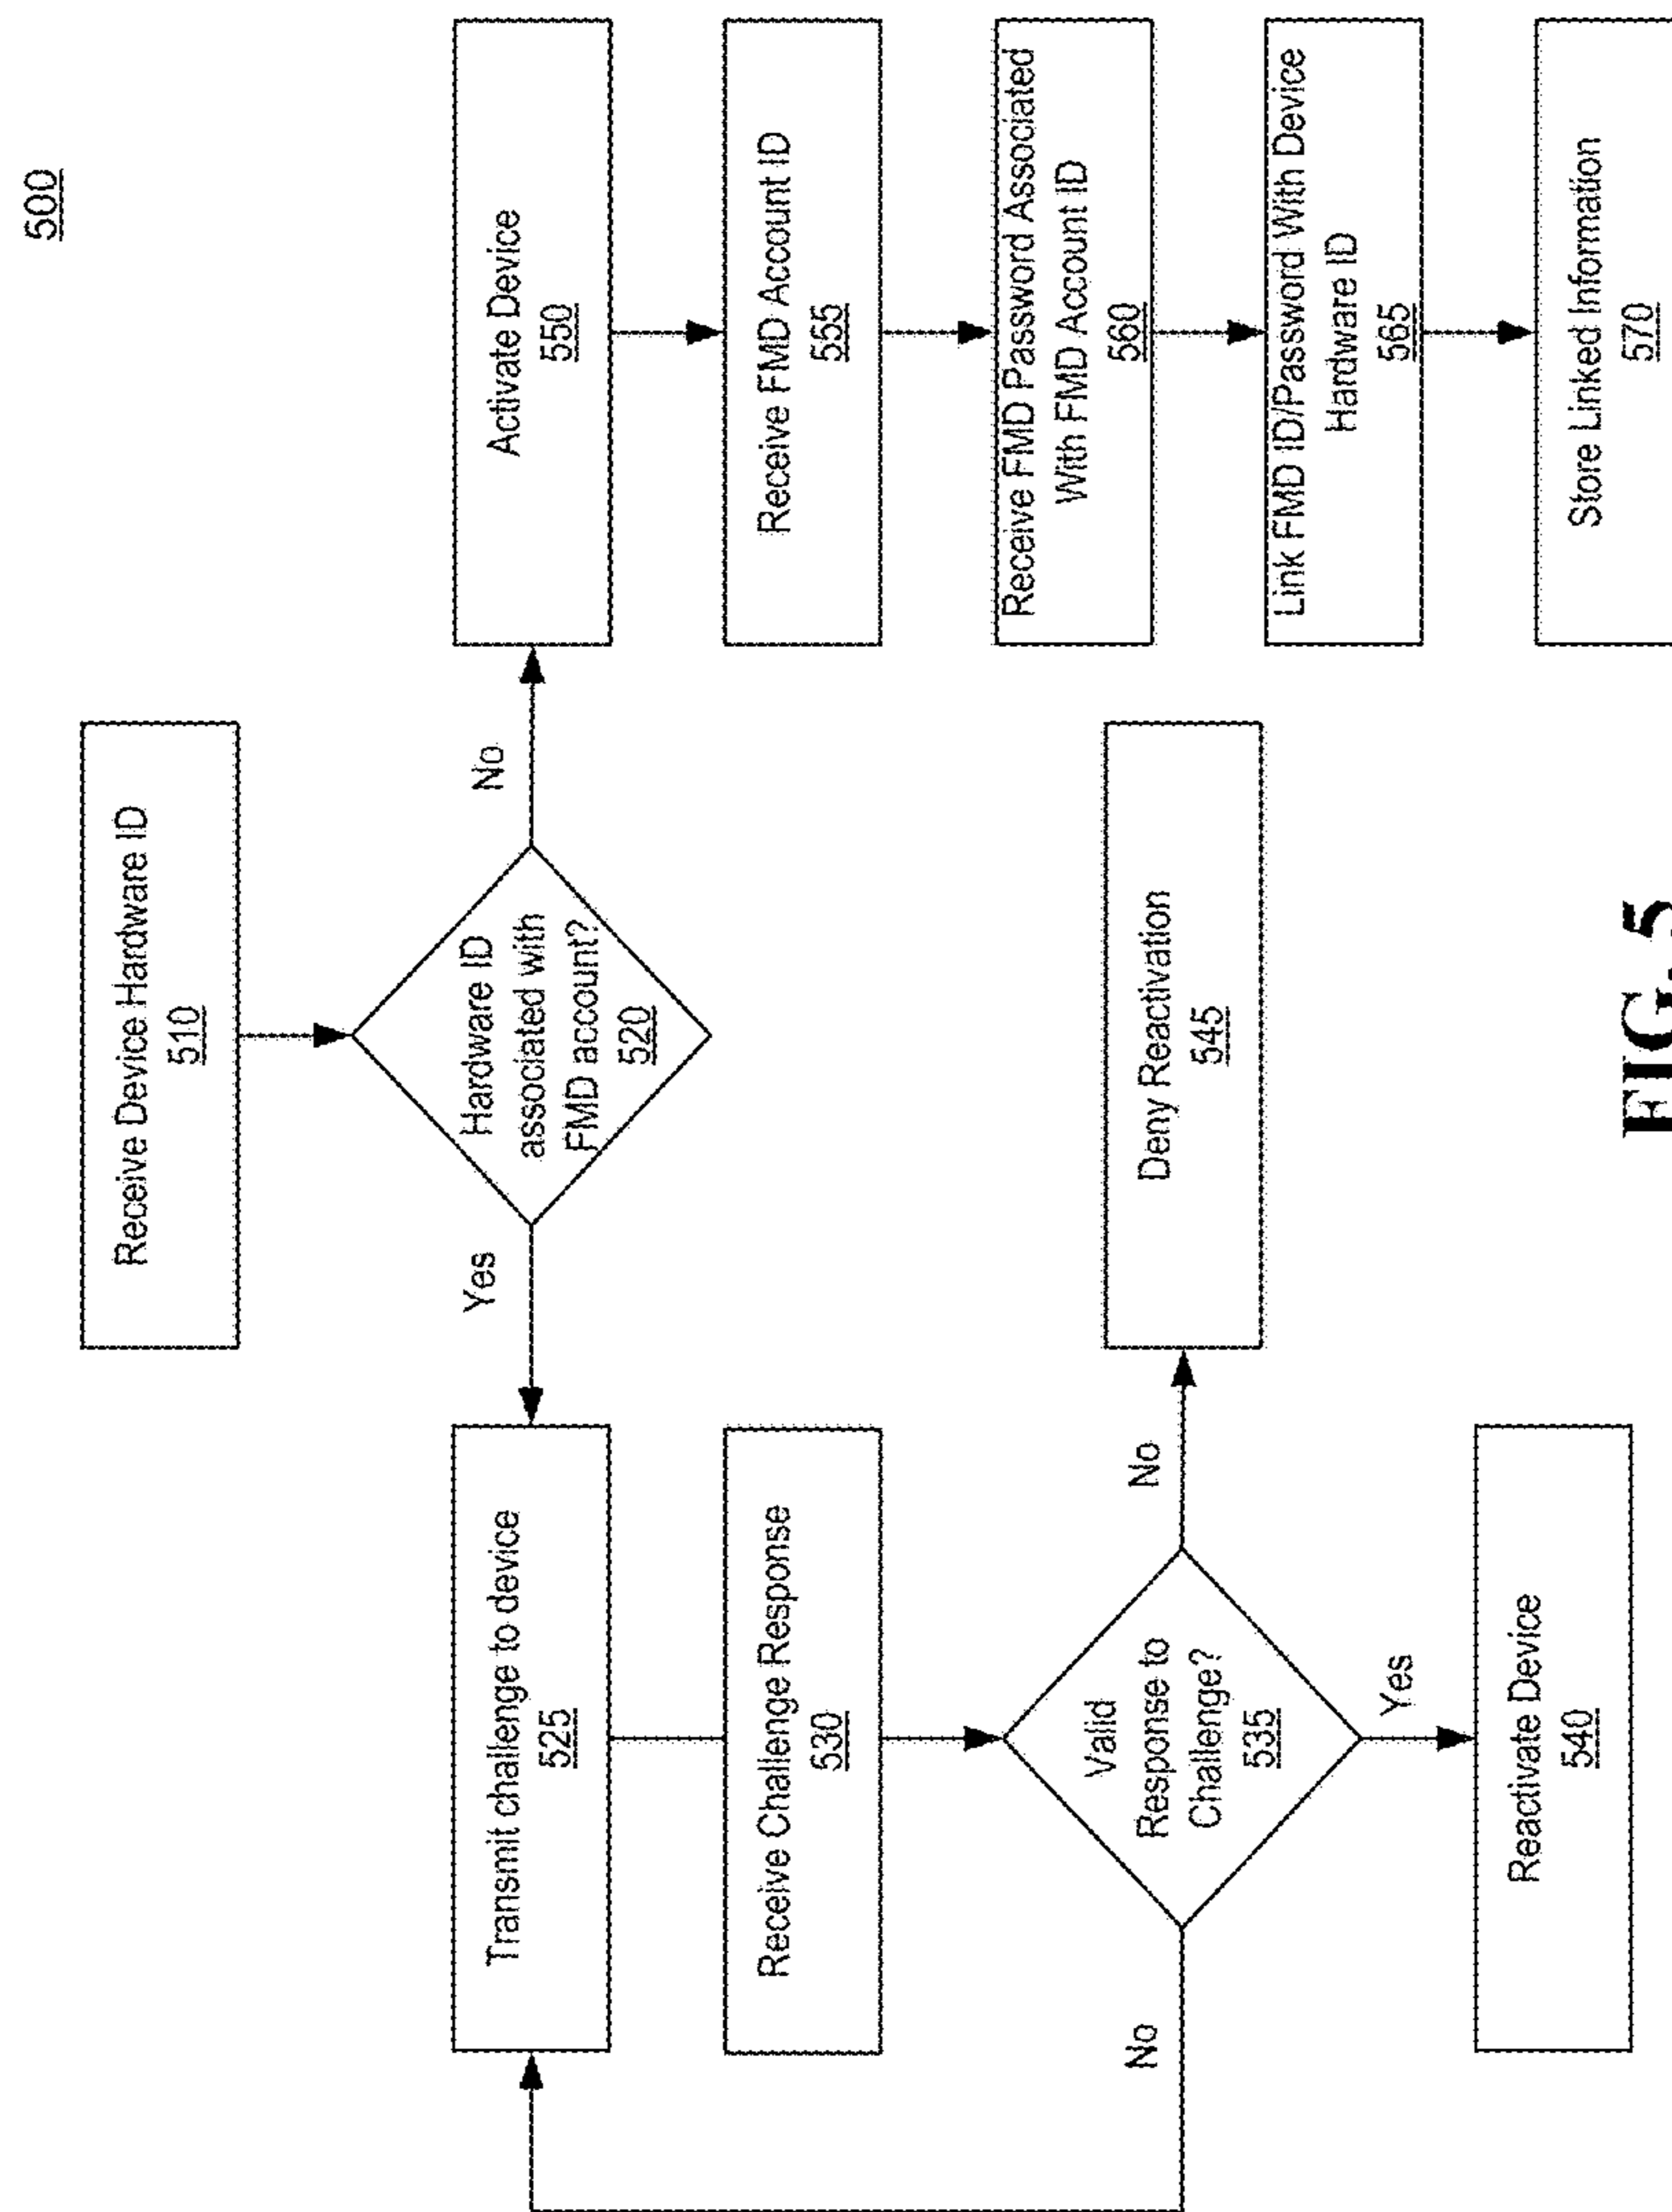 500
Receive Device Hardware ID
510
Hardware ID
associated with
FMD account?
520
Yes
No
Transmit challenge to device
525
Receive Challenge Response
530
Valid
Response to
Challenge?
535
No
No
Yes
Reactivate Device
540
Deny Reactivation
545
Activate Device
550
Receive FMD Account ID
555
Receive FMD Password Associated
With FMD Account ID
560
Link FMD ID/Password With Device
Hardware ID
565
Store Linked Information
570
FIG. 5